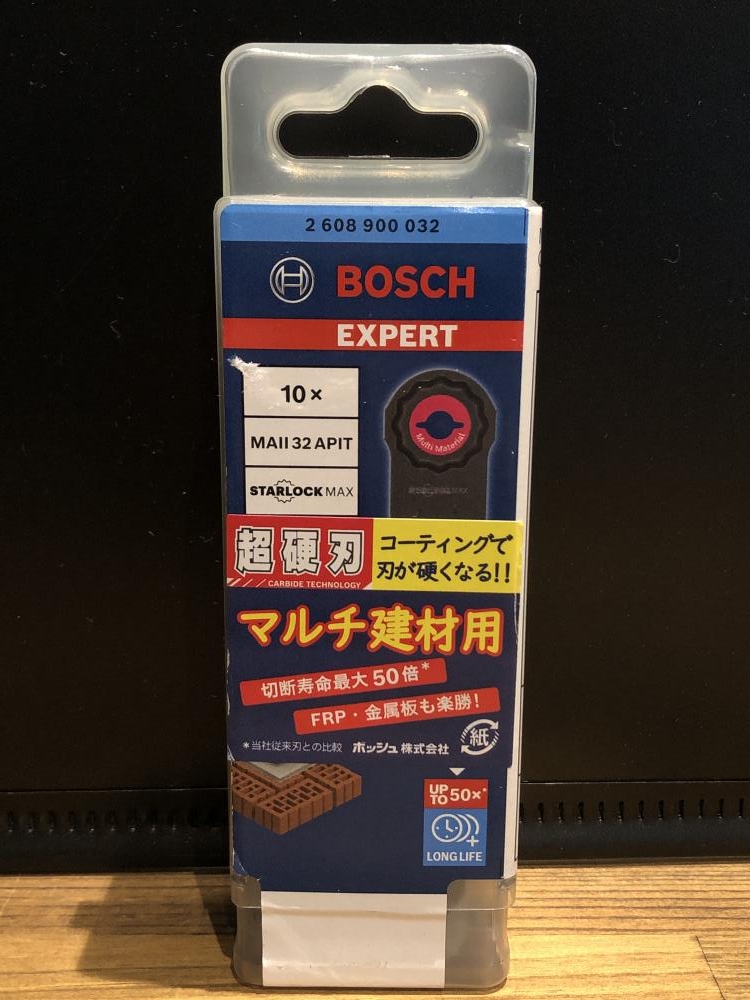 2 608 900 032
BOSCH
EXPERT
10×
MAII 32 APIT
STARLOCK MAX
Multi Material
超硬刃
CARBIDE TECHNOLOGY
コーティングで
刃が硬くなる!!
マルチ建材用
切断寿命最大50倍*
FRP・金属板も楽勝!
*当社従来刃との比較 ボッシュ株式会社
紙
UP TO 50×*
LONG LIFE